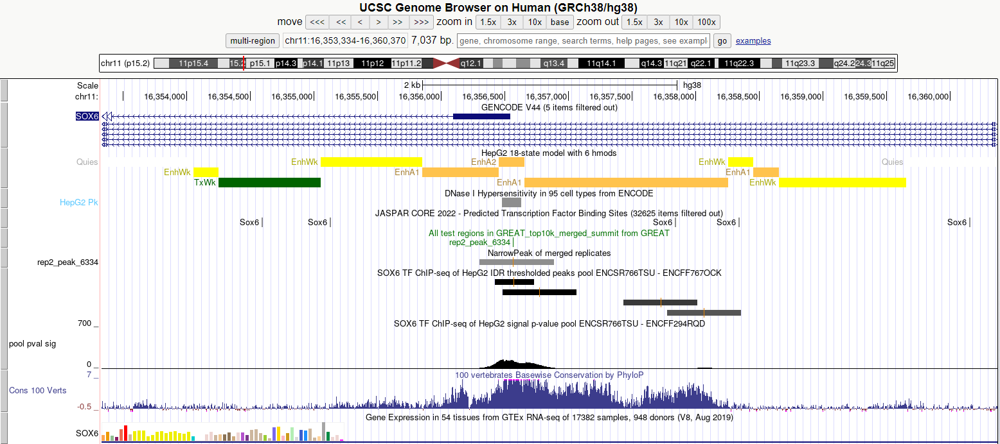 UCSC Genome Browser on Human (GRCh38/hg38)
move <<< << < > >> >>> zoom in 1.5x 3x 10x base zoom out 1.5x 3x 10x 100x
multi-region chr11:16,353,334-16,360,370 7,037 bp. gene, chromosome range, search terms, help pages, see exampl go examples
chr11 (p15.2) 11p15.4 15.2 p15.1 p14.3 p14.1 11p13 11p12 11p11.2 q12.1 q13.4 11q14.1 q14.3 11q21 q22.1 11q22.3 11q23.3 q24.2 24.3 11q25
Scale 2 kb hg38
chr11: 16,354,000 16,354,500 16,355,000 16,355,500 16,356,000 16,356,500 16,357,000 16,357,500 16,358,000 16,358,500 16,359,000 16,359,500 16,360,000
GENCODE V44 (5 items filtered out)
SOX6
HepG2 18-state model with 6 hmods
Quies EnhWk EnhA2 EnhWk Quies
EnhWk EnhA1 EnhA1
TxWk EnhA1 EnhWk
DNase I Hypersensitivity in 95 cell types from ENCODE
HepG2 Pk
JASPAR CORE 2022 - Predicted Transcription Factor Binding Sites (32625 items filtered out)
Sox6 Sox6 Sox6 Sox6 Sox6
All test regions in GREAT_top10k_merged_summit from GREAT
rep2_peak_6334
NarrowPeak of merged replicates
rep2_peak_6334
SOX6 TF ChIP-seq of HepG2 IDR thresholded peaks pool ENCSR766TSU - ENCFF767OCK
SOX6 TF ChIP-seq of HepG2 signal p-value pool ENCSR766TSU - ENCFF294RQD
700 _
pool pval sig
0 _
100 vertebrates Basewise Conservation by PhyloP
7 _
Cons 100 Verts
-0.5 _
Gene Expression in 54 tissues from GTEx RNA-seq of 17382 samples, 948 donors (V8, Aug 2019)
SOX6